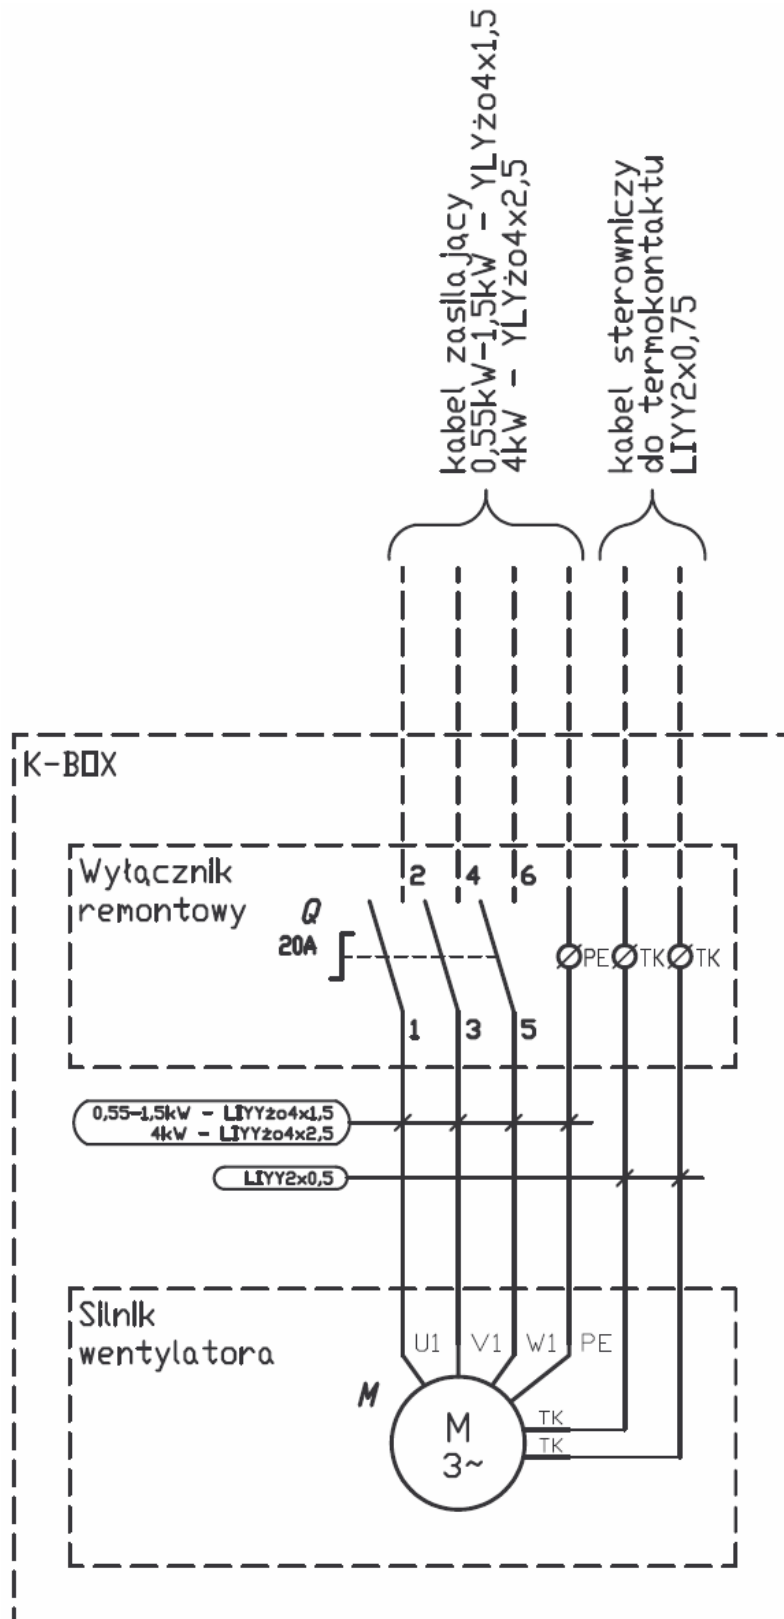 kabel zasilający
0,55kW-1,5kW - YLYżo4x1,5
4kW - YLYżo4x2,5
kabel sterowniczy
do termokontaktu
LIYY2x0,75
K-BOX
Wyłącznik
remontowy
Q
20A
2 4 6
PE TK TK
1 3 5
0,55-1,5kW - LIYYżo4x1,5
4kW - LIYYżo4x2,5
LIYY2x0,5
Silnik
wentylatora
U1 V1 W1 PE
M
M
3~
TK
TK